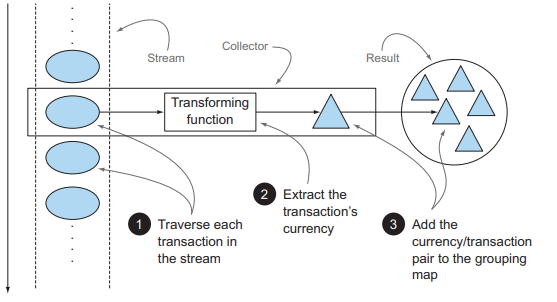 Stream
Collector
Result
Transforming
function
1 Traverse each
transaction in
the stream
2 Extract the
transaction's
currency
3 Add the
currency/transaction
pair to the grouping
map